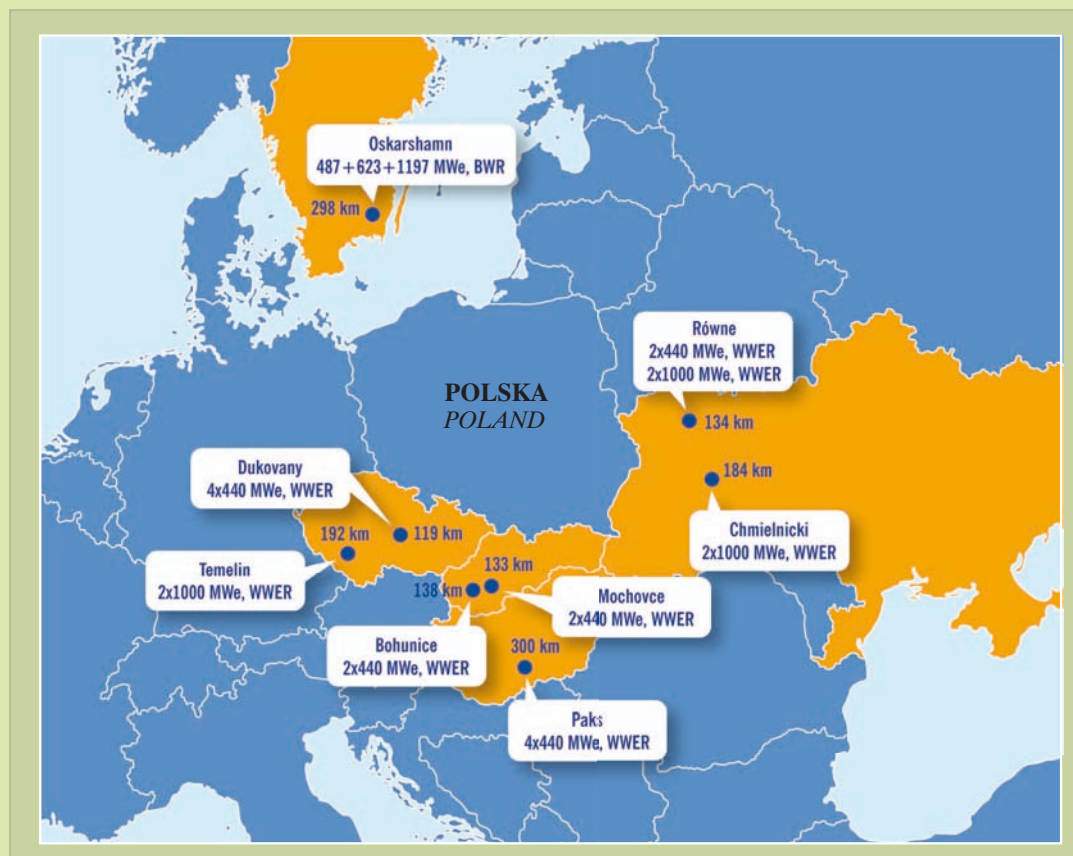 Oskarshamn
487+623+1197 MWe, BWR
298 km
Równe
2x440 MWe, WWER
2x1000 MWe, WWER
134 km
POLSKA
POLAND
184 km
Chmielnicki
2x1000 MWe, WWER
Dukovany
4x440 MWe, WWER
119 km
192 km
Temelin
2x1000 MWe, WWER
133 km
138 km
Mochovce
2x440 MWe, WWER
Bohunice
2x440 MWe, WWER
300 km
Paks
4x440 MWe, WWER